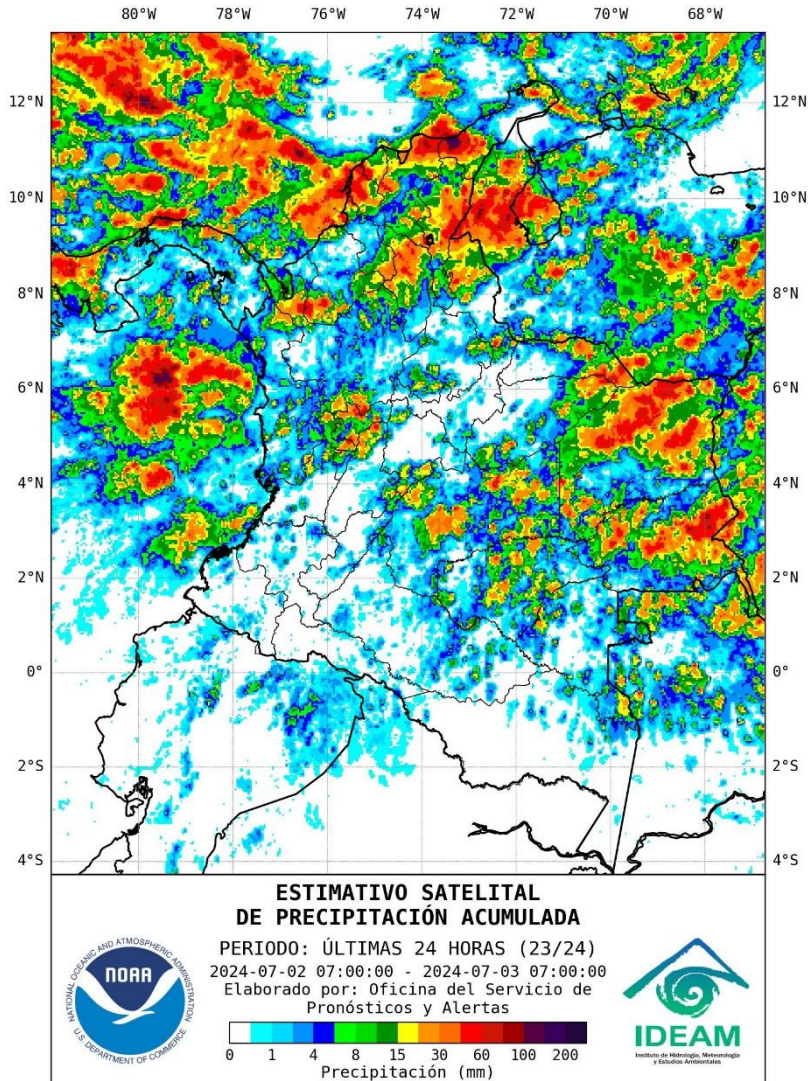 80°W 78°W 76°W 74°W 72°W 70°W 68°W
12°N 12°N
10°N 10°N
8°N 8°N
6°N 6°N
4°N 4°N
2°N 2°N
0° 0°
2°S 2°S
4°S 4°S
ESTIMATIVO SATELITAL
DE PRECIPITACIÓN ACUMULADA
PERIODO: ÚLTIMAS 24 HORAS (23/24)
2024-07-02 07:00:00 - 2024-07-03 07:00:00
Elaborado por: Oficina del Servicio de
Pronósticos y Alertas
0 1 4 8 15 30 60 100 200
Precipitación (mm)
NATIONAL OCEANIC AND ATMOSPHERIC ADMINISTRATION
NOAA
U.S. DEPARTMENT OF COMMERCE
IDEAM
Instituto de Hidrología, Meteorología
y Estudios Ambientales